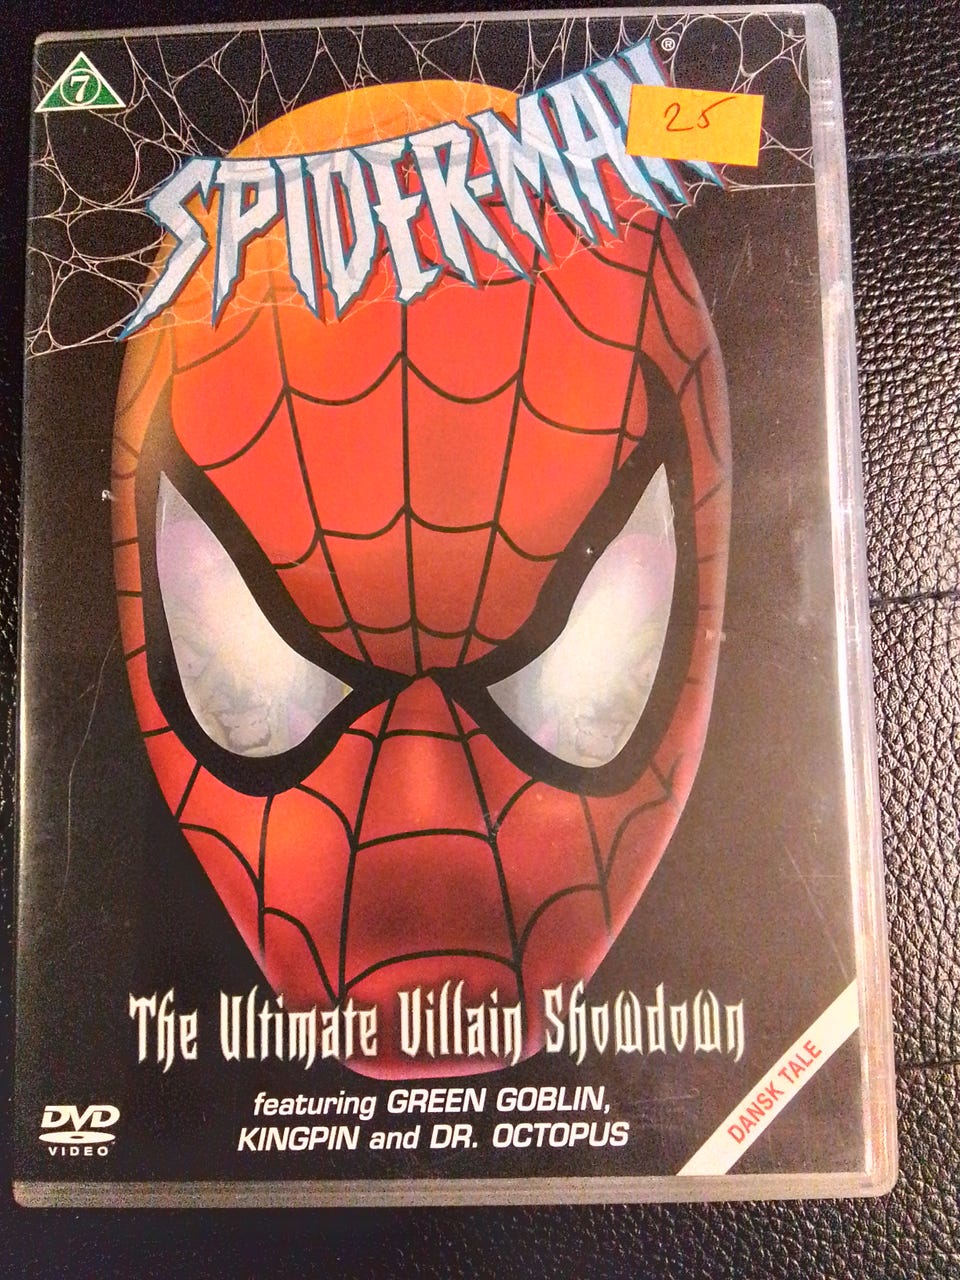 7
SPIDER-MAN®
25
The Ultimate Villain Showdown
featuring GREEN GOBLIN,
KINGPIN and DR. OCTOPUS
DVD
VIDEO
DANSK TALE